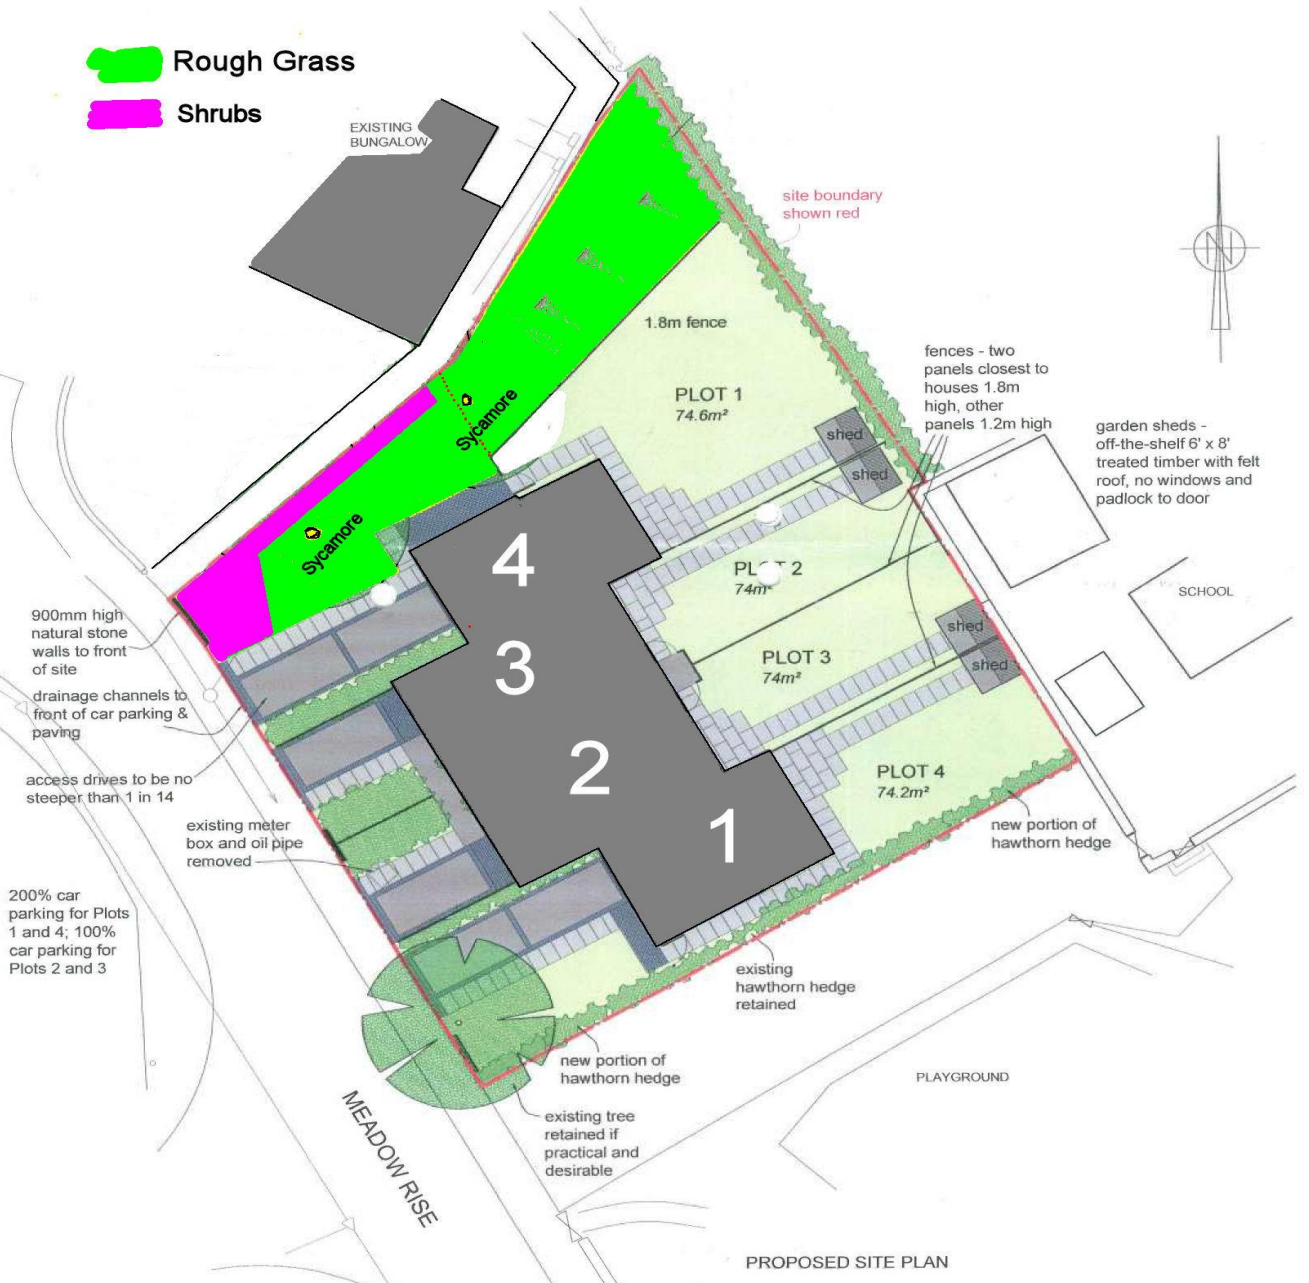 Rough Grass
Shrubs
EXISTING
BUNGALOW
site boundary
shown red
N
1.8m fence
fences - two
panels closest to
houses 1.8m
high, other
panels 1.2m high
PLOT 1
74.6m²
garden sheds -
off-the-shelf 6' x 8'
treated timber with felt
roof, no windows and
padlock to door
shed
shed
Sycamore
Sycamore
4
PLOT 2
74m²
SCHOOL
900mm high
natural stone
walls to front
of site
shed
shed
3
PLOT 3
74m²
drainage channels to
front of car parking &
paving
2
PLOT 4
74.2m²
access drives to be no
steeper than 1 in 14
existing meter
box and oil pipe
removed
1
new portion of
hawthorn hedge
200% car
parking for Plots
1 and 4; 100%
car parking for
Plots 2 and 3
existing
hawthorn hedge
retained
new portion of
hawthorn hedge
PLAYGROUND
existing tree
retained if
practical and
desirable
MEADOW RISE
PROPOSED SITE PLAN